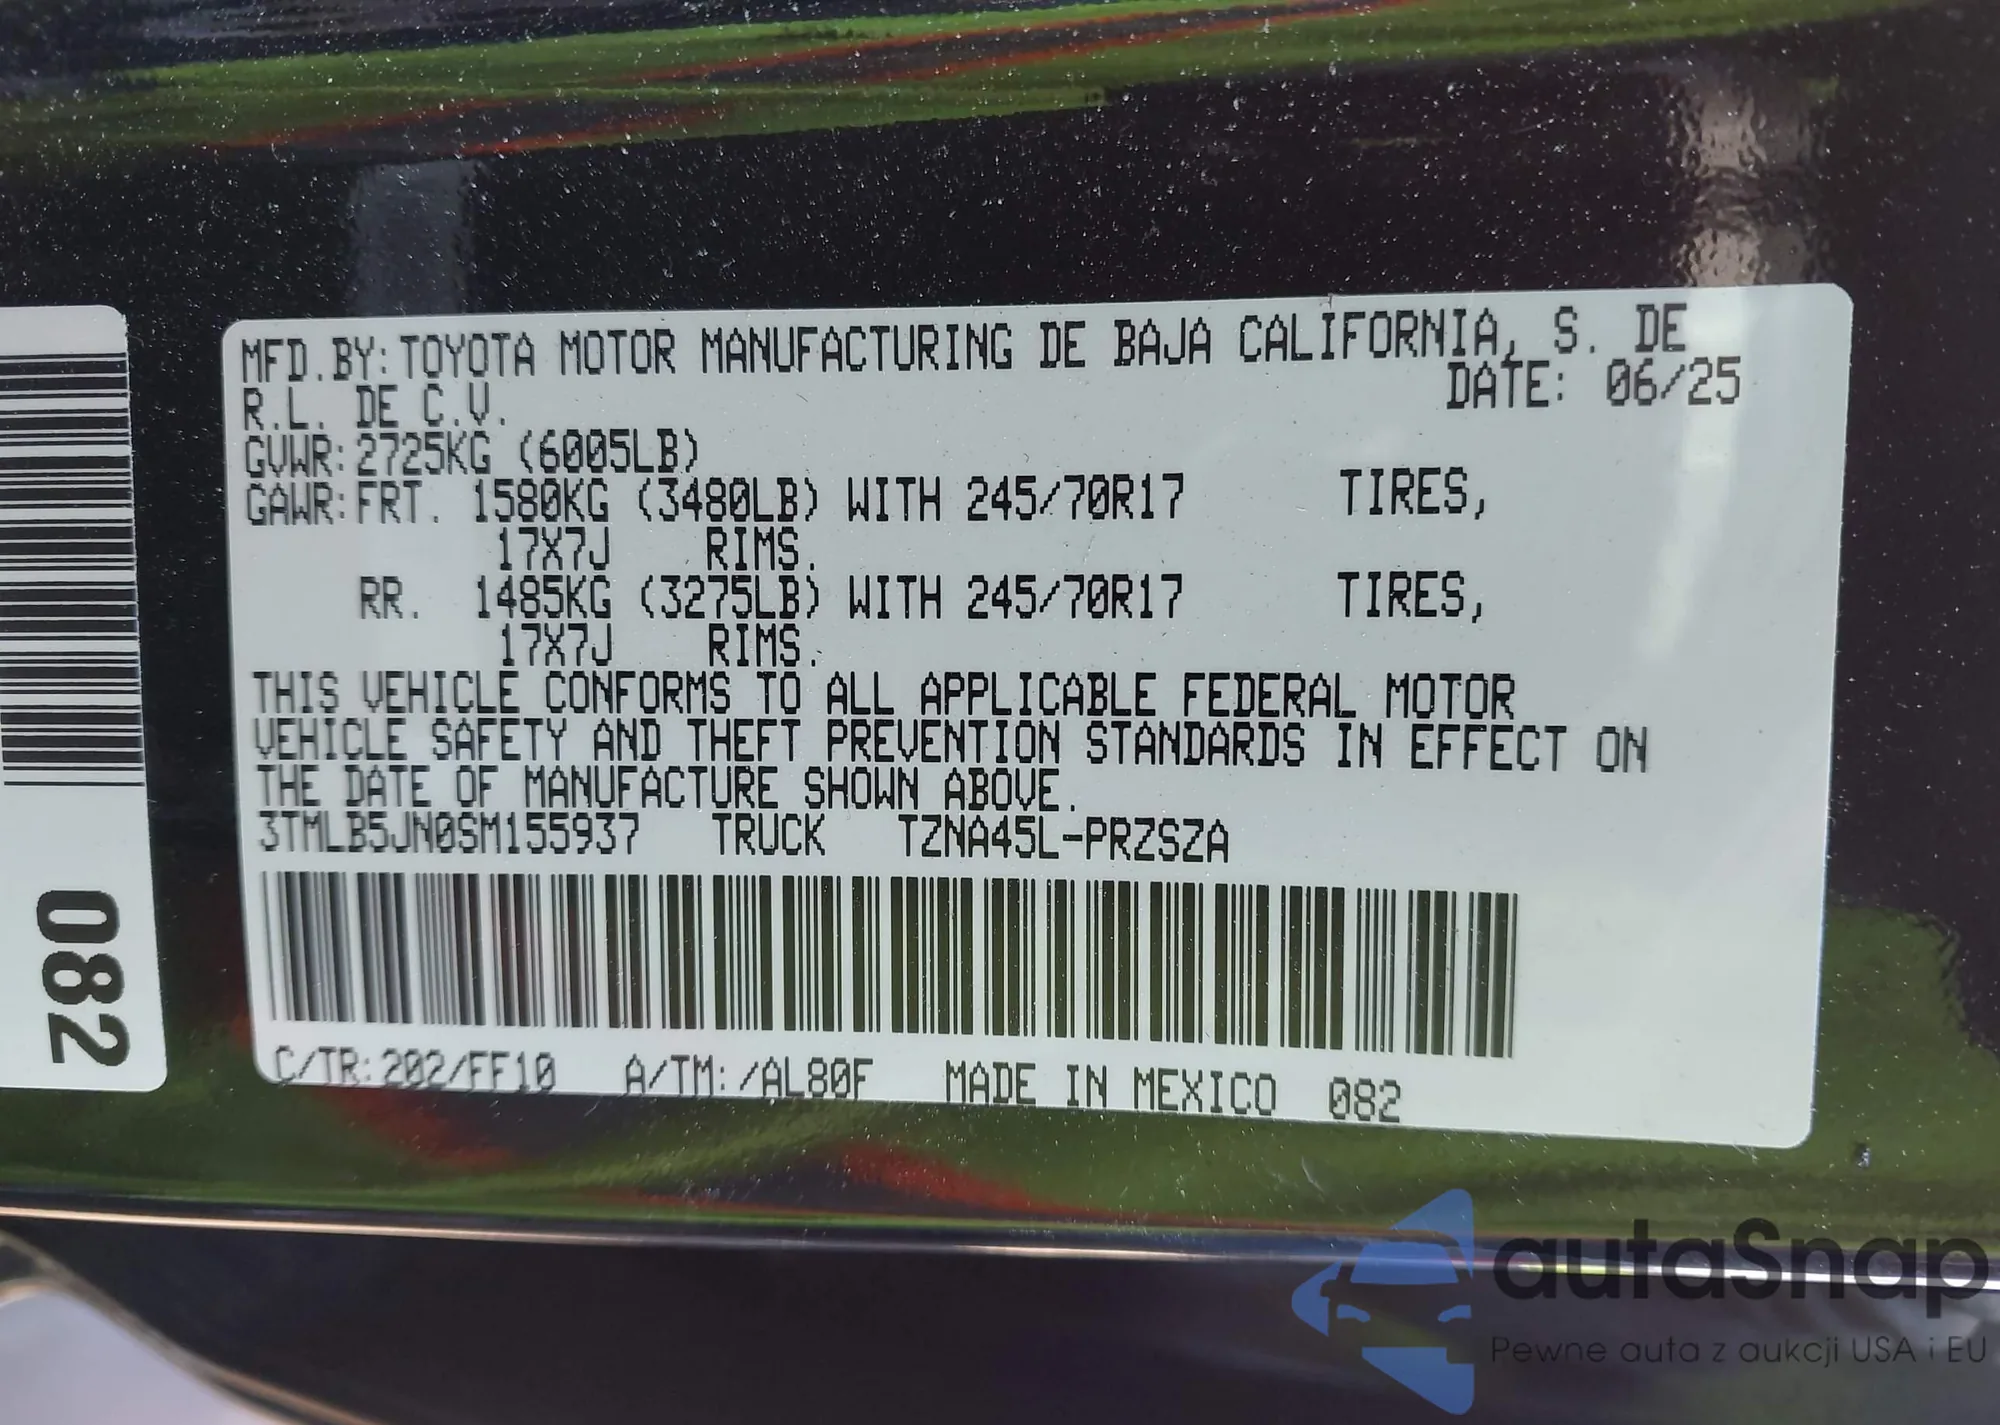 MFD.BY:TOYOTA MOTOR MANUFACTURING DE BAJA CALIFORNIA, S. DE
R.L. DE C.V. DATE: 06/25
GVWR:2725KG (6005LB)
GAWR:FRT. 1580KG (3480LB) WITH 245/70R17 TIRES,
17X7J RIMS.
RR. 1485KG (3275LB) WITH 245/70R17 TIRES,
17X7J RIMS.
THIS VEHICLE CONFORMS TO ALL APPLICABLE FEDERAL MOTOR
VEHICLE SAFETY AND THEFT PREVENTION STANDARDS IN EFFECT ON
THE DATE OF MANUFACTURE SHOWN ABOVE.
3TMLB5JN0SM155937 TRUCK TZNA45L-PRZSZA
C/TR:202/FF10 A/TM:/AL80F MADE IN MEXICO 082
082
autaSnap
Pewne auta z aukcji USA i EU